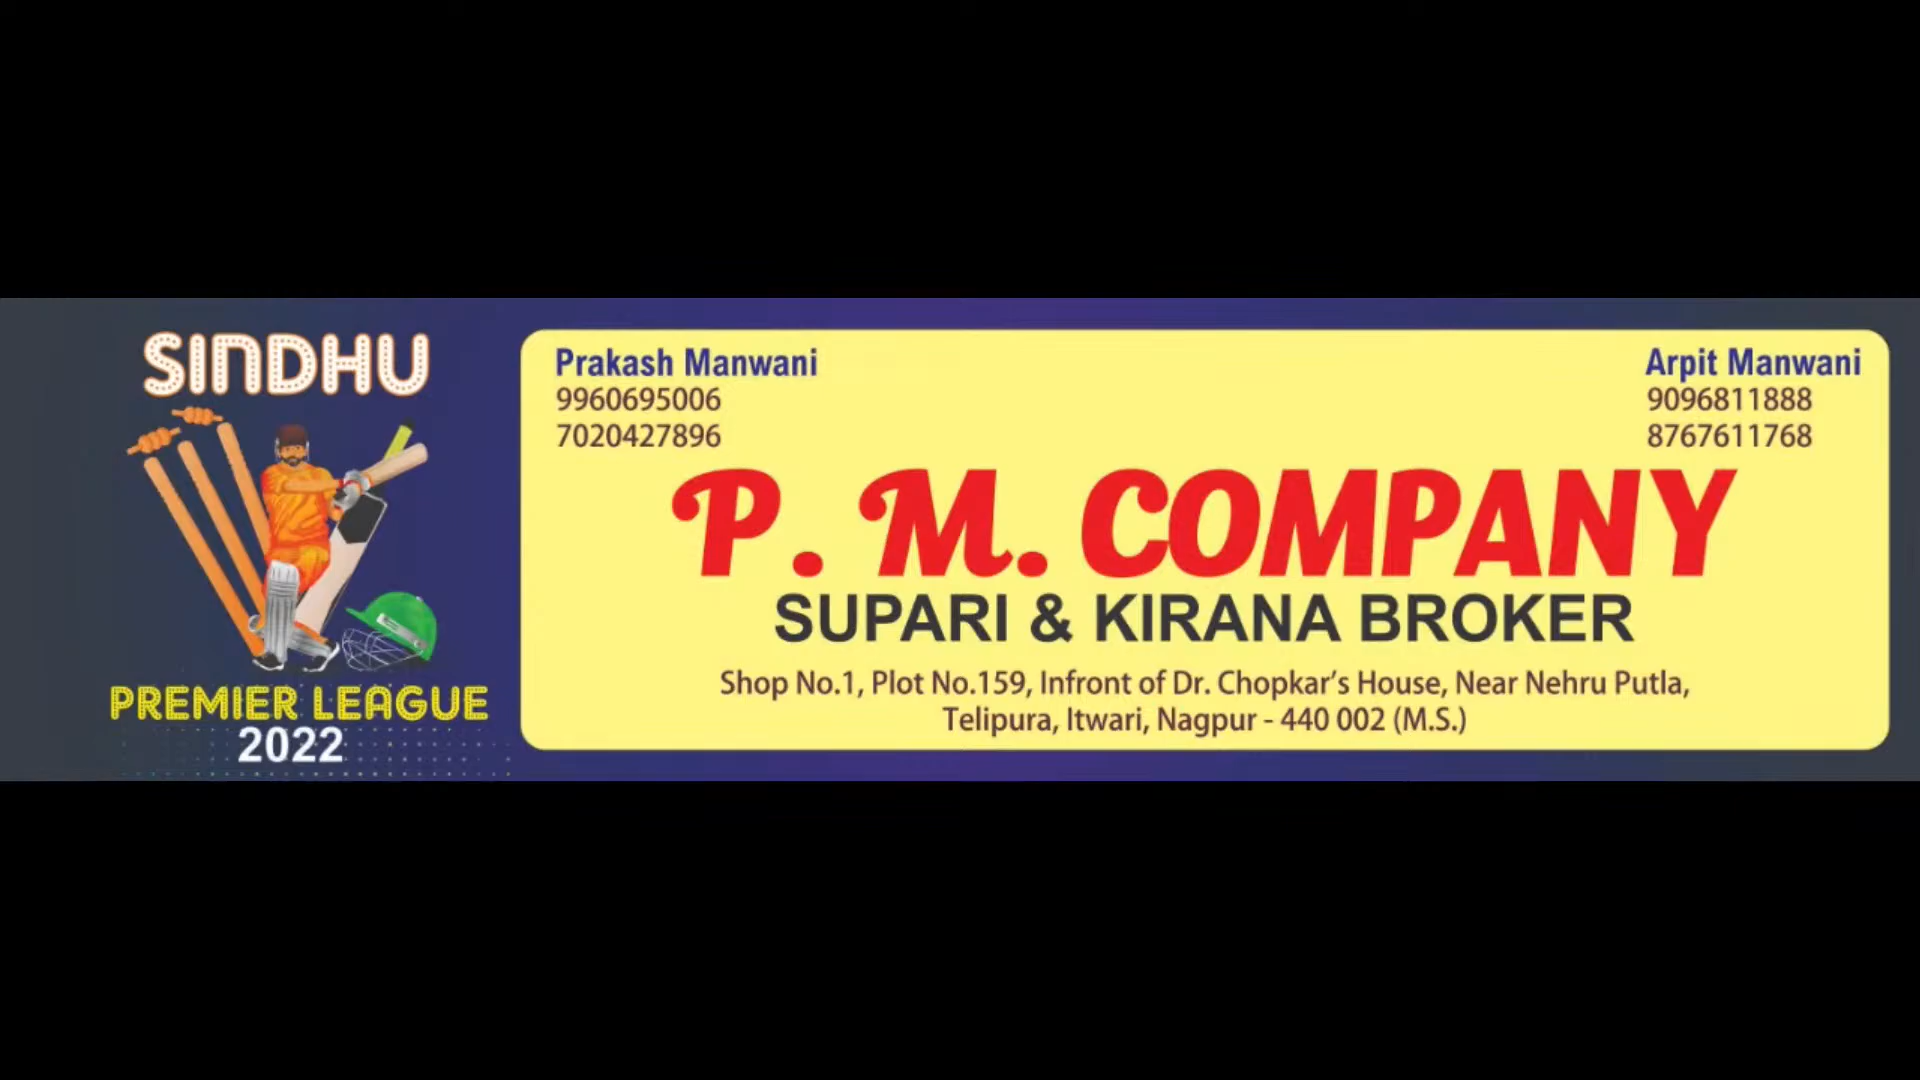 SINDHU
PREMIER LEAGUE
2022
Prakash Manwani
9960695006
7020427896
Arpit Manwani
9096811888
8767611768
P. M. COMPANY
SUPARI & KIRANA BROKER
Shop No.1, Plot No.159, Infront of Dr. Chopkar’s House, Near Nehru Putla,
Telipura, Itwari, Nagpur - 440 002 (M.S.)